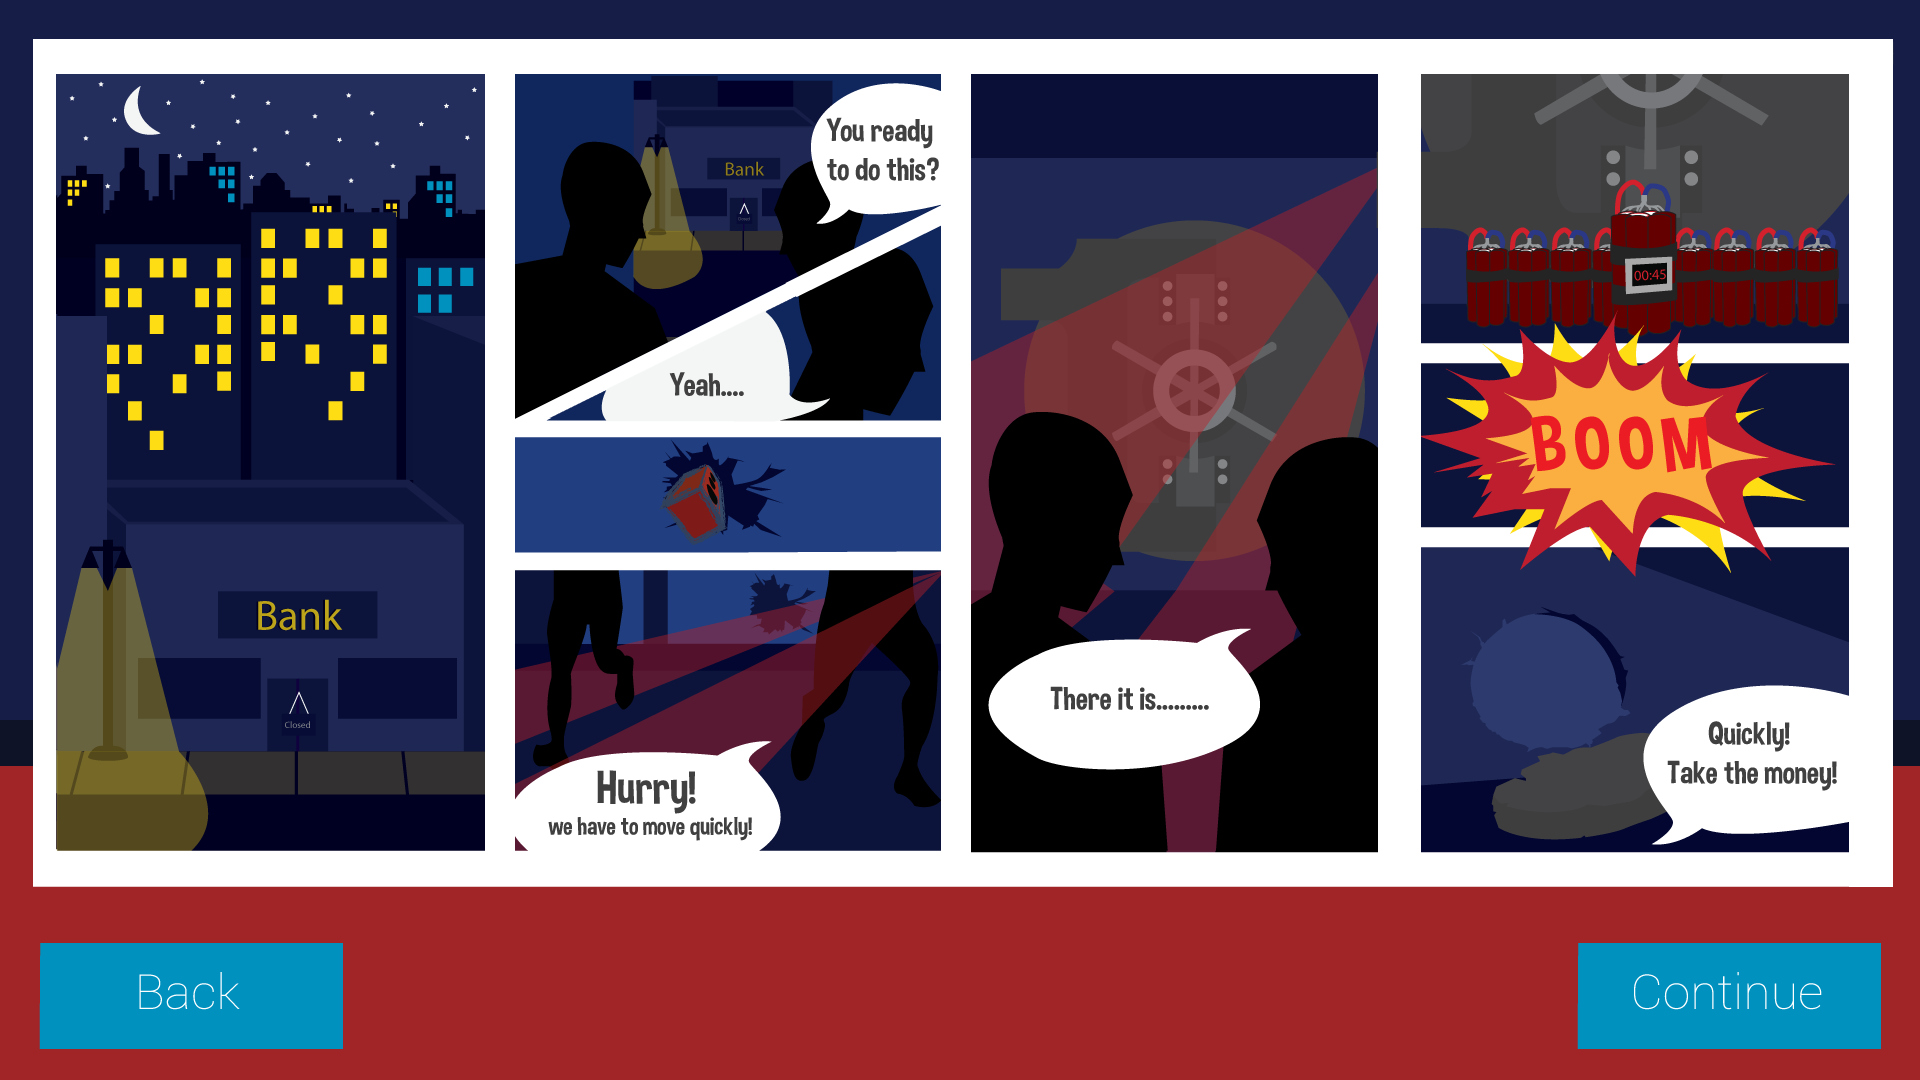 Bank
Closed
You ready
to do this?
Bank
Yeah....
Hurry!
we have to move quickly!
There it is.........
00:45
BOOM
Quickly!
Take the money!
Back
Continue